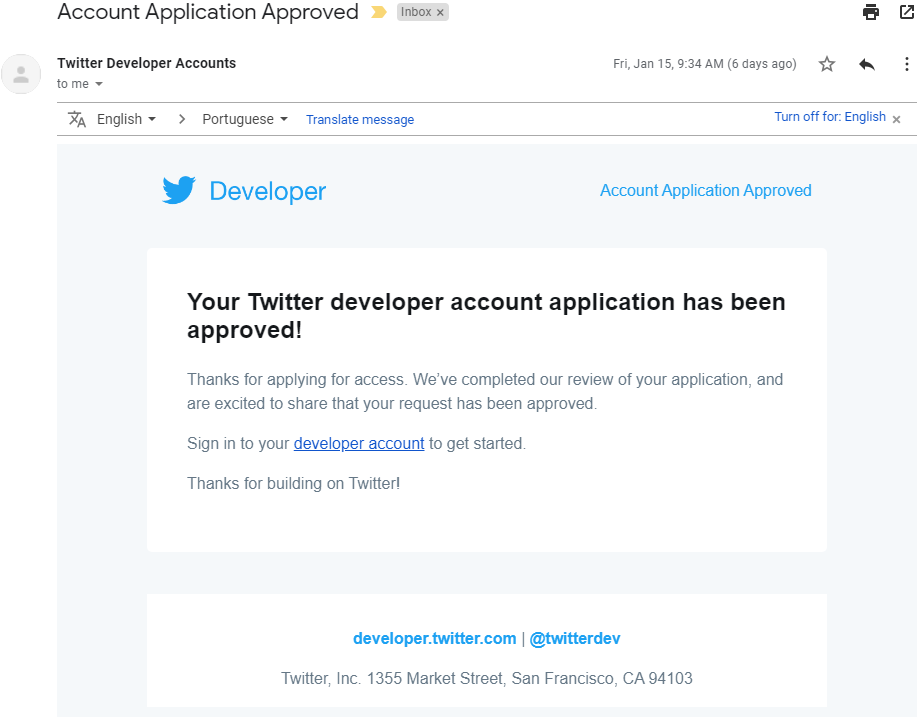 Account Application Approved Inbox ×
Twitter Developer Accounts Fri, Jan 15, 9:34 AM (6 days ago)
to me
English > Portuguese Translate message Turn off for: English ×
Developer Account Application Approved
Your Twitter developer account application has been
approved!
Thanks for applying for access. We’ve completed our review of your application, and
are excited to share that your request has been approved.
Sign in to your developer account to get started.
Thanks for building on Twitter!
developer.twitter.com | @twitterdev
Twitter, Inc. 1355 Market Street, San Francisco, CA 94103